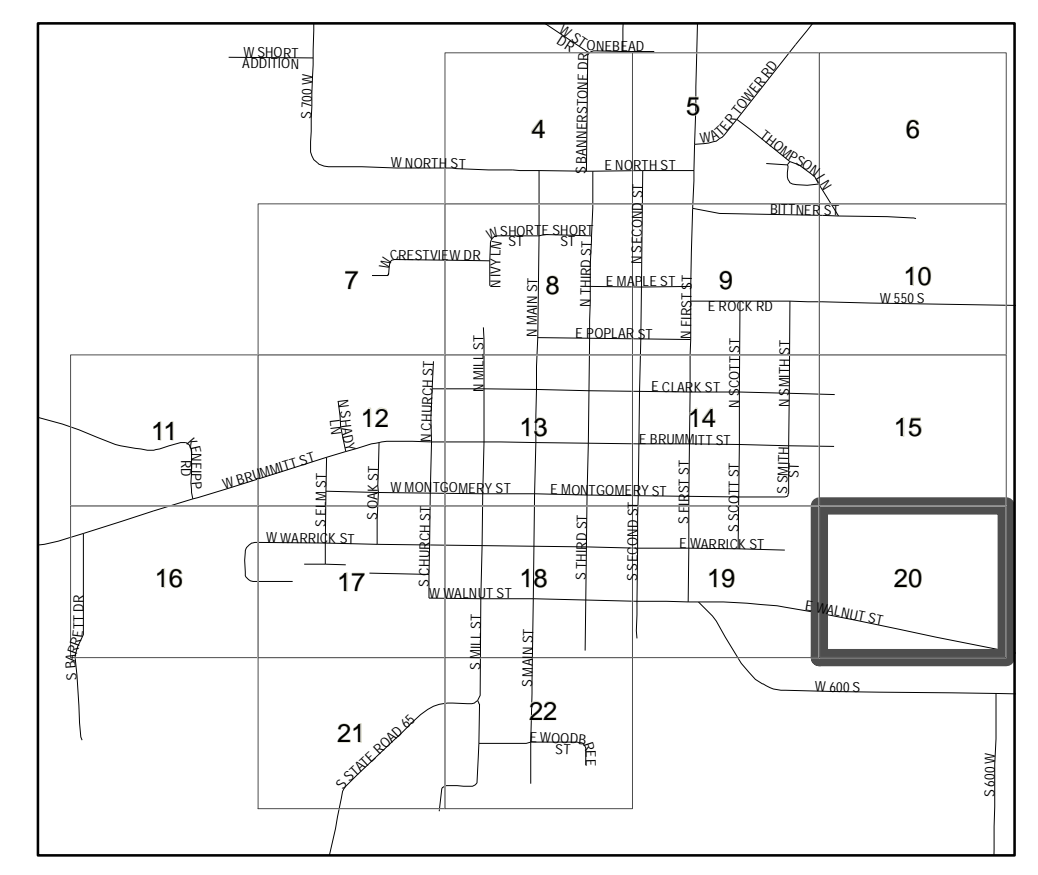 W STONEBEAD
DR
W SHORT
ADDITION
S 700 W
S BANNERSTONE DR
WATER TOWER RD
4
5
6
THOMPSON LN
W NORTH ST
E NORTH ST
N SECOND ST
BITTNER ST
W SHORT
ST
E SHORT
ST
W CRESTVIEW DR
N IVY LN
N THIRD ST
7
8
9
10
E MAPLE ST
N FIRST ST
W 550 S
E ROCK RD
N MAIN ST
E POPLAR ST
N MILL ST
N CHURCH ST
N SCOTT ST
N SMITH ST
E CLARK ST
N SHADY
LN
11
12
13
14
15
KNEIPP
RD
E BRUMMITT ST
W BRUMMITT ST
S ELM ST
S OAK ST
W MONTGOMERY ST
E MONTGOMERY ST
S FIRST ST
S SCOTT ST
S SMITH
ST
S CHURCH ST
S THIRD ST
S SECOND ST
W WARRICK ST
E WARRICK ST
16
17
18
19
20
W WALNUT ST
E WALNUT ST
S BARRETT DR
S MILL ST
S MAIN ST
W 600 S
21
22
S STATE ROAD 65
E WOODB
ST
REE
S 600 W